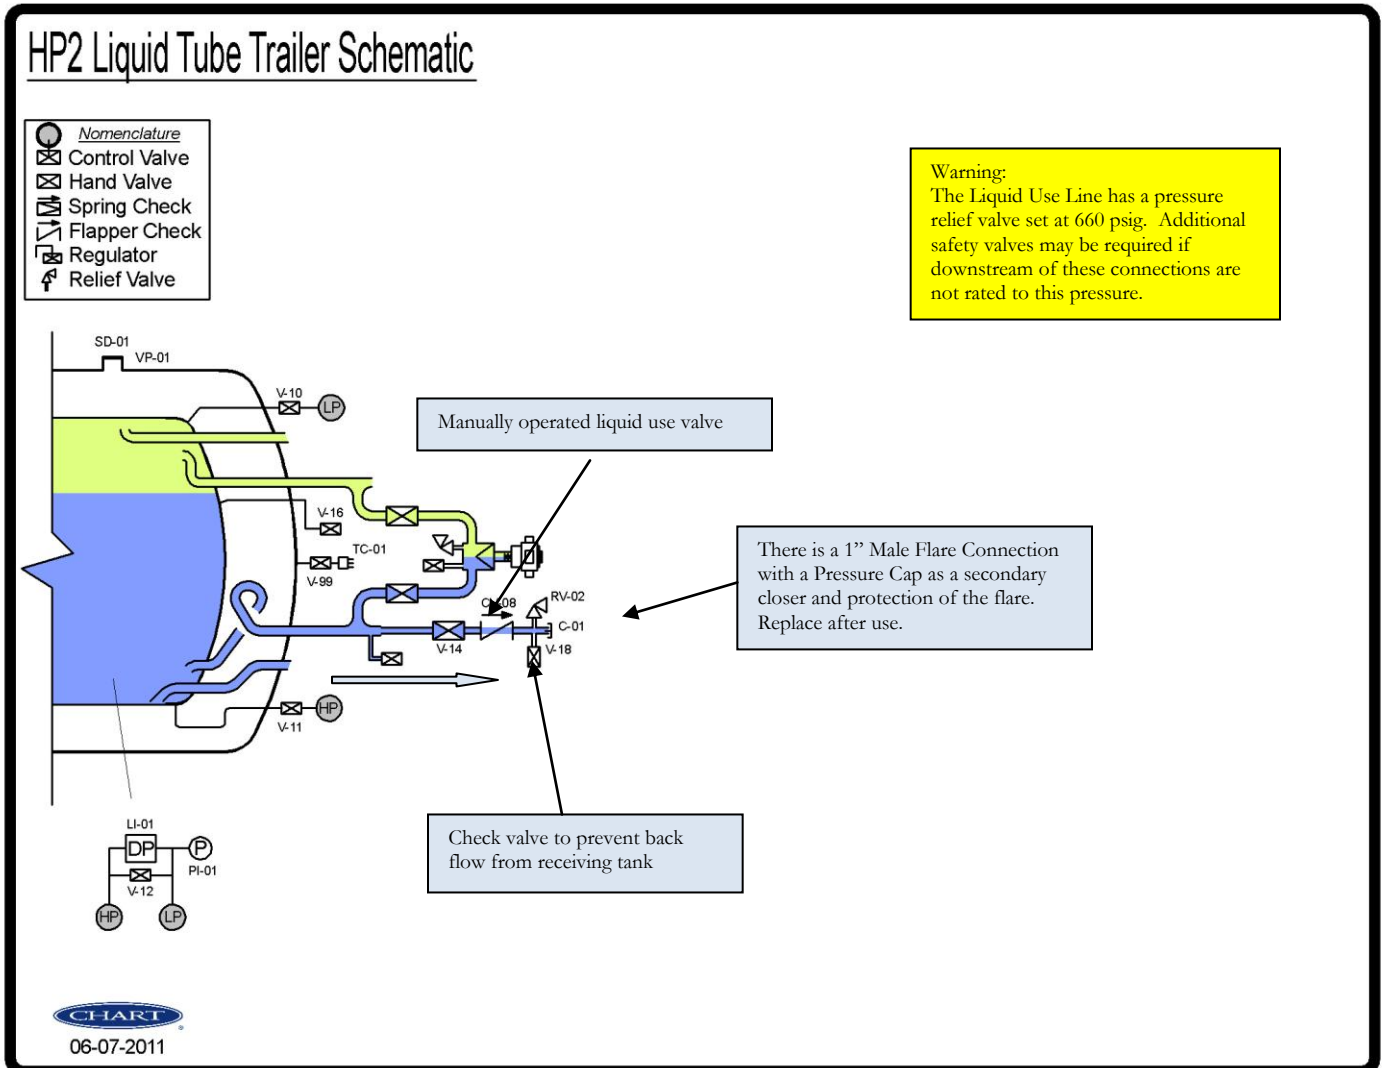 HP2 Liquid Tube Trailer Schematic
Nomenclature
Control Valve
Hand Valve
Spring Check
Flapper Check
Regulator
Relief Valve
Warning:
The Liquid Use Line has a pressure
relief valve set at 660 psig. Additional
safety valves may be required if
downstream of these connections are
not rated to this pressure.
SD-01
VP-01
V-10
LP
Manually operated liquid use valve
V-16
TC-01
V-99
There is a 1” Male Flare Connection
with a Pressure Cap as a secondary
closer and protection of the flare.
Replace after use.
RV-02
C-01
V-14
V-18
HP
V-11
Check valve to prevent back
flow from receiving tank
LI-01
DP
P
PI-01
V-12
HP
LP
CHART
06-07-2011